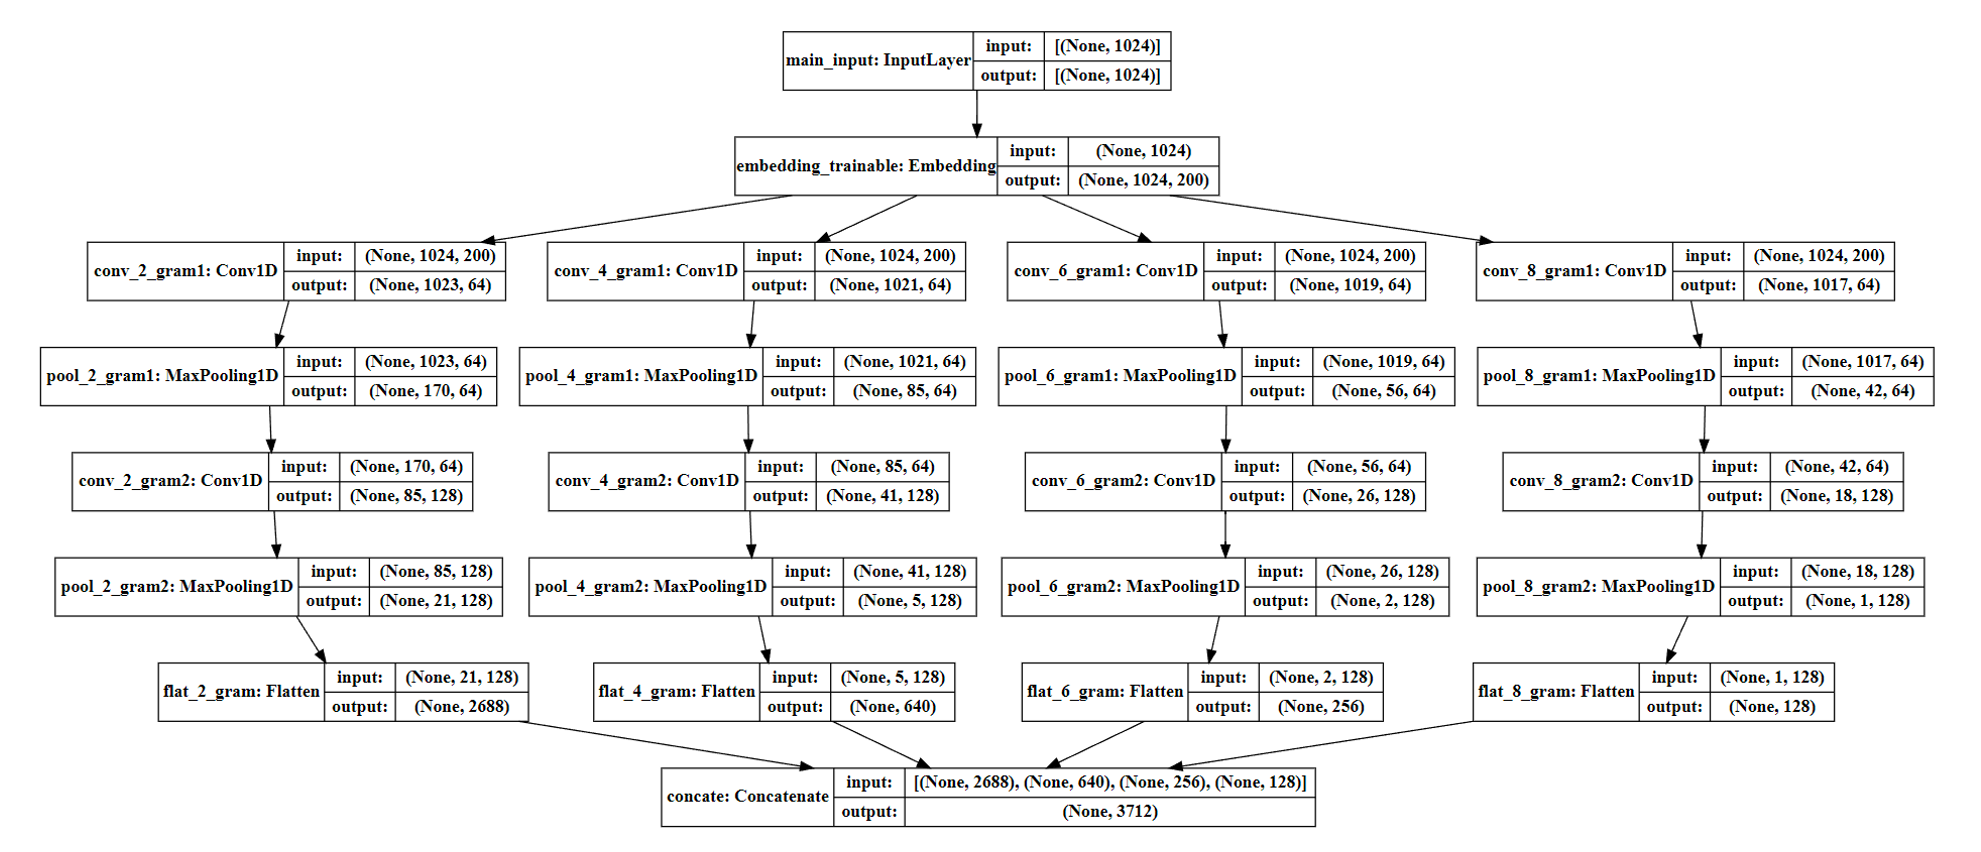 main_input: InputLayer
input: [(None, 1024)]
output: [(None, 1024)]
embedding_trainable: Embedding
input: (None, 1024)
output: (None, 1024, 200)
conv_2_gram1: Conv1D
input: (None, 1024, 200)
output: (None, 1023, 64)
conv_4_gram1: Conv1D
input: (None, 1024, 200)
output: (None, 1021, 64)
conv_6_gram1: Conv1D
input: (None, 1024, 200)
output: (None, 1019, 64)
conv_8_gram1: Conv1D
input: (None, 1024, 200)
output: (None, 1017, 64)
pool_2_gram1: MaxPooling1D
input: (None, 1023, 64)
output: (None, 170, 64)
pool_4_gram1: MaxPooling1D
input: (None, 1021, 64)
output: (None, 85, 64)
pool_6_gram1: MaxPooling1D
input: (None, 1019, 64)
output: (None, 56, 64)
pool_8_gram1: MaxPooling1D
input: (None, 1017, 64)
output: (None, 42, 64)
conv_2_gram2: Conv1D
input: (None, 170, 64)
output: (None, 85, 128)
conv_4_gram2: Conv1D
input: (None, 85, 64)
output: (None, 41, 128)
conv_6_gram2: Conv1D
input: (None, 56, 64)
output: (None, 26, 128)
conv_8_gram2: Conv1D
input: (None, 42, 64)
output: (None, 18, 128)
pool_2_gram2: MaxPooling1D
input: (None, 85, 128)
output: (None, 21, 128)
pool_4_gram2: MaxPooling1D
input: (None, 41, 128)
output: (None, 5, 128)
pool_6_gram2: MaxPooling1D
input: (None, 26, 128)
output: (None, 2, 128)
pool_8_gram2: MaxPooling1D
input: (None, 18, 128)
output: (None, 1, 128)
flat_2_gram: Flatten
input: (None, 21, 128)
output: (None, 2688)
flat_4_gram: Flatten
input: (None, 5, 128)
output: (None, 640)
flat_6_gram: Flatten
input: (None, 2, 128)
output: (None, 256)
flat_8_gram: Flatten
input: (None, 1, 128)
output: (None, 128)
concate: Concatenate
input: [(None, 2688), (None, 640), (None, 256), (None, 128)]
output: (None, 3712)